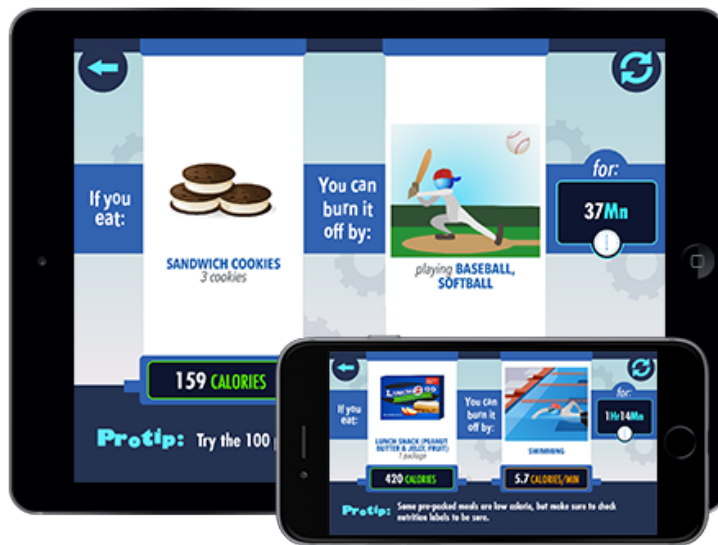 If you
eat:
SANDWICH COOKIES
3 cookies
159 CALORIES
You can
burn it
off by:
playing BASEBALL,
SOFTBALL
for:
37Mn
Protip: Try the 100
If you
eat:
LUNCH SNACK (PEANUT
BUTTER & JELLY, FRUIT)
1 package
420 CALORIES
You can
burn it
off by:
SWIMMING
5.7 CALORIES/MIN
for:
1Hr14Mn
Protip: Some pre-packed meals are low calorie, but make sure to check
nutrition labels to be sure.